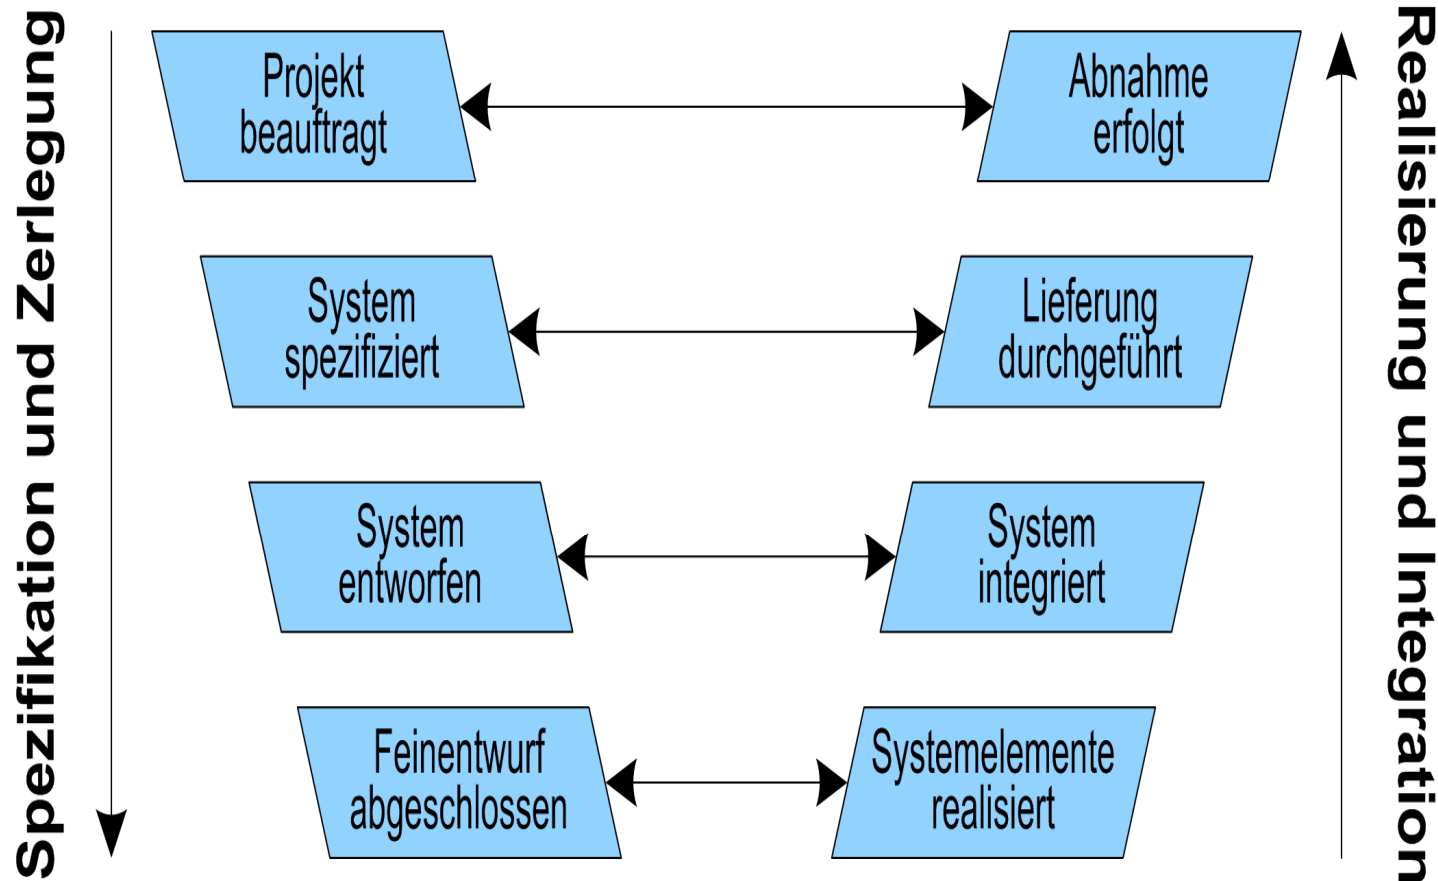 Spezifikation und Zerlegung
Projekt
beauftragt
Abnahme
erfolgt
System
spezifiziert
Lieferung
durchgeführt
System
entworfen
System
integriert
Feinentwurf
abgeschlossen
Systemelemente
realisiert
Realisierung und Integration